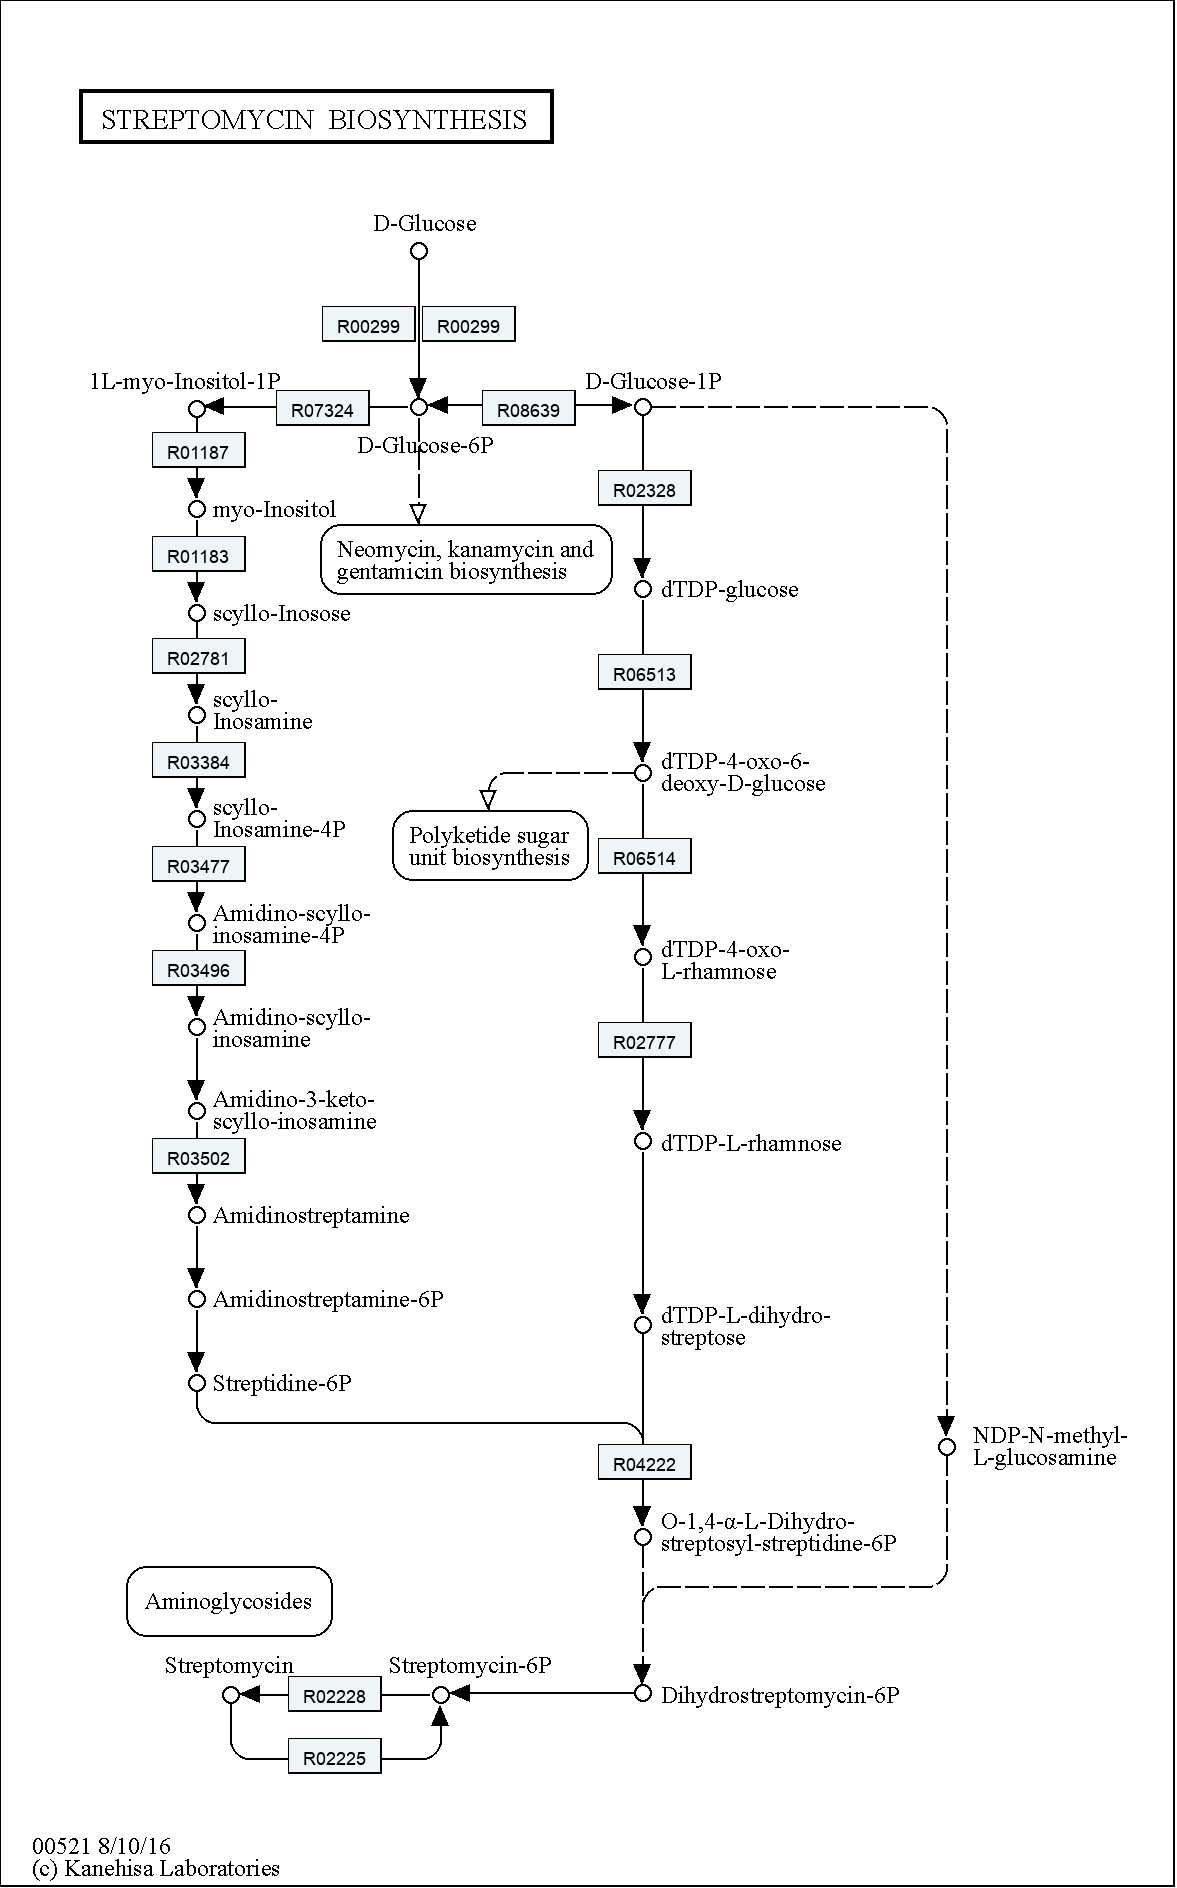 STREPTOMYCIN BIOSYNTHESIS
D-Glucose
R00299 R00299
1L-myo-Inositol-1P
D-Glucose-1P
R07324
R08639
D-Glucose-6P
R01187
R02328
myo-Inositol
Neomycin, kanamycin and
gentamicin biosynthesis
R01183
dTDP-glucose
scyllo-Inosose
R02781
R06513
scyllo-
Inosamine
R03384
dTDP-4-oxo-6-
deoxy-D-glucose
scyllo-
Inosamine-4P
Polyketide sugar
unit biosynthesis
R06514
R03477
Amidino-scyllo-
inosamine-4P
dTDP-4-oxo-
L-rhamnose
R03496
Amidino-scyllo-
inosamine
R02777
Amidino-3-keto-
scyllo-inosamine
dTDP-L-rhamnose
R03502
Amidinostreptamine
Amidinostreptamine-6P
dTDP-L-dihydro-
streptose
Streptidine-6P
NDP-N-methyl-
L-glucosamine
R04222
O-1,4-α-L-Dihydro-
streptosyl-streptidine-6P
Aminoglycosides
Streptomycin
Streptomycin-6P
R02228
Dihydrostreptomycin-6P
R02225
00521 8/10/16
(c) Kanehisa Laboratories